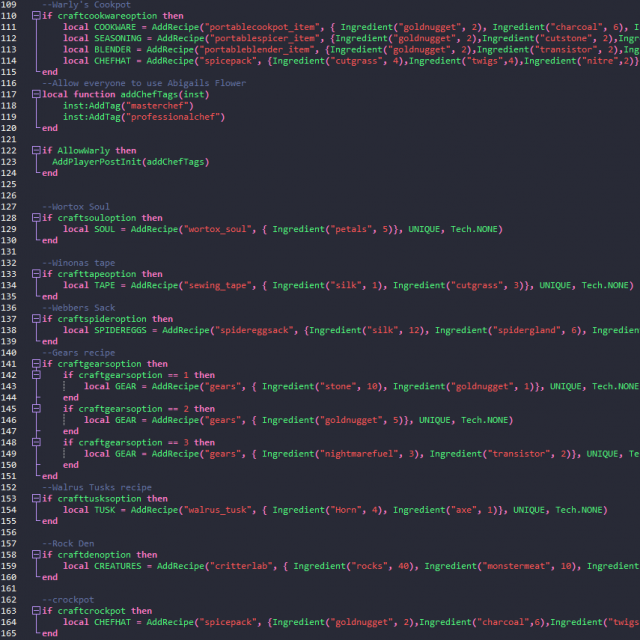 109 --Warly's Cookpot
110 if craftcookwareoption then
111 local COOKWARE = AddRecipe("portablecookpot_item", { Ingredient("goldnugget", 2), Ingredient("charcoal", 6), I
112 local SEASONING = AddRecipe("portablespicer_item", {Ingredient("goldnugget", 2),Ingredient("cutstone", 2),Ingre
113 local BLENDER = AddRecipe("portableblender_item", {Ingredient("goldnugget", 2),Ingredient("transistor", 2),Ing
114 local CHEFHAT = AddRecipe("spicepack", {Ingredient("cutgrass", 4),Ingredient("twigs",4),Ingredient("nitre",2)}
115 end
116 --Allow everyone to use Abigails Flower
117 local function addChefTags(inst)
118 inst:AddTag("masterchef")
119 inst:AddTag("professionalchef")
120 end
121
122 if AllowWarly then
123 AddPlayerPostInit(addChefTags)
124 end
125
126
127 --Wortox Soul
128 if craftsouloption then
129 local SOUL = AddRecipe("wortox_soul", { Ingredient("petals", 5)}, UNIQUE, Tech.NONE)
130 end
131
132 --Winonas tape
133 if crafttapeoption then
134 local TAPE = AddRecipe("sewing_tape", { Ingredient("silk", 1), Ingredient("cutgrass", 3)}, UNIQUE, Tech.NONE)
135 end
136 --Webbers Sack
137 if craftspideroption then
138 local SPIDEREGGS = AddRecipe("spidereggsack", {Ingredient("silk", 12), Ingredient("spidergland", 6), Ingredien
139 end
140 --Gears recipe
141 if craftgearsoption then
142 if craftgearsoption == 1 then
143 local GEAR = AddRecipe("gears", { Ingredient("stone", 10), Ingredient("goldnugget", 1)}, UNIQUE, Tech.NONE
144 end
145 if craftgearsoption == 2 then
146 local GEAR = AddRecipe("gears", { Ingredient("goldnugget", 5)}, UNIQUE, Tech.NONE)
147 end
148 if craftgearsoption == 3 then
149 local GEAR = AddRecipe("gears", { Ingredient("nightmarefuel", 3), Ingredient("transistor", 2)}, UNIQUE, Te
150 end
151 end
152 --Walrus Tusks recipe
153 if crafttusksoption then
154 local TUSK = AddRecipe("walrus_tusk", { Ingredient("Horn", 4), Ingredient("axe", 1)}, UNIQUE, Tech.NONE)
155 end
156
157 --Rock Den
158 if craftdenoption then
159 local CREATURES = AddRecipe("critterlab", { Ingredient("rocks", 40), Ingredient("monstermeat", 10), Ingredient
160 end
161
162 --crockpot
163 if craftcrockpot then
164 local CHEFHAT = AddRecipe("spicepack", {Ingredient("goldnugget", 2),Ingredient("charcoal",6),Ingredient("twigs
165 end